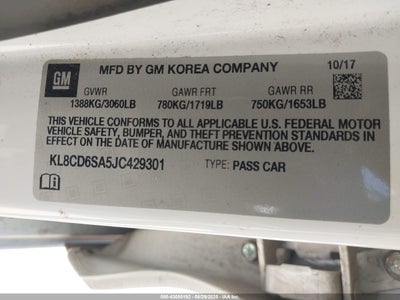 GM
MFD BY GM KOREA COMPANY
10/17
GVWR GAWR FRT GAWR RR
1388KG/3060LB 780KG/1719LB 750KG/1653LB
THIS VEHICLE CONFORMS TO ALL APPLICABLE U.S. FEDERAL MOTOR
VEHICLE SAFETY, BUMPER, AND THEFT PREVENTION STANDARDS IN
EFFECT ON THE DATE OF MANUFACTURE SHOWN ABOVE.
KL8CD6SA5JC429301 TYPE: PASS CAR